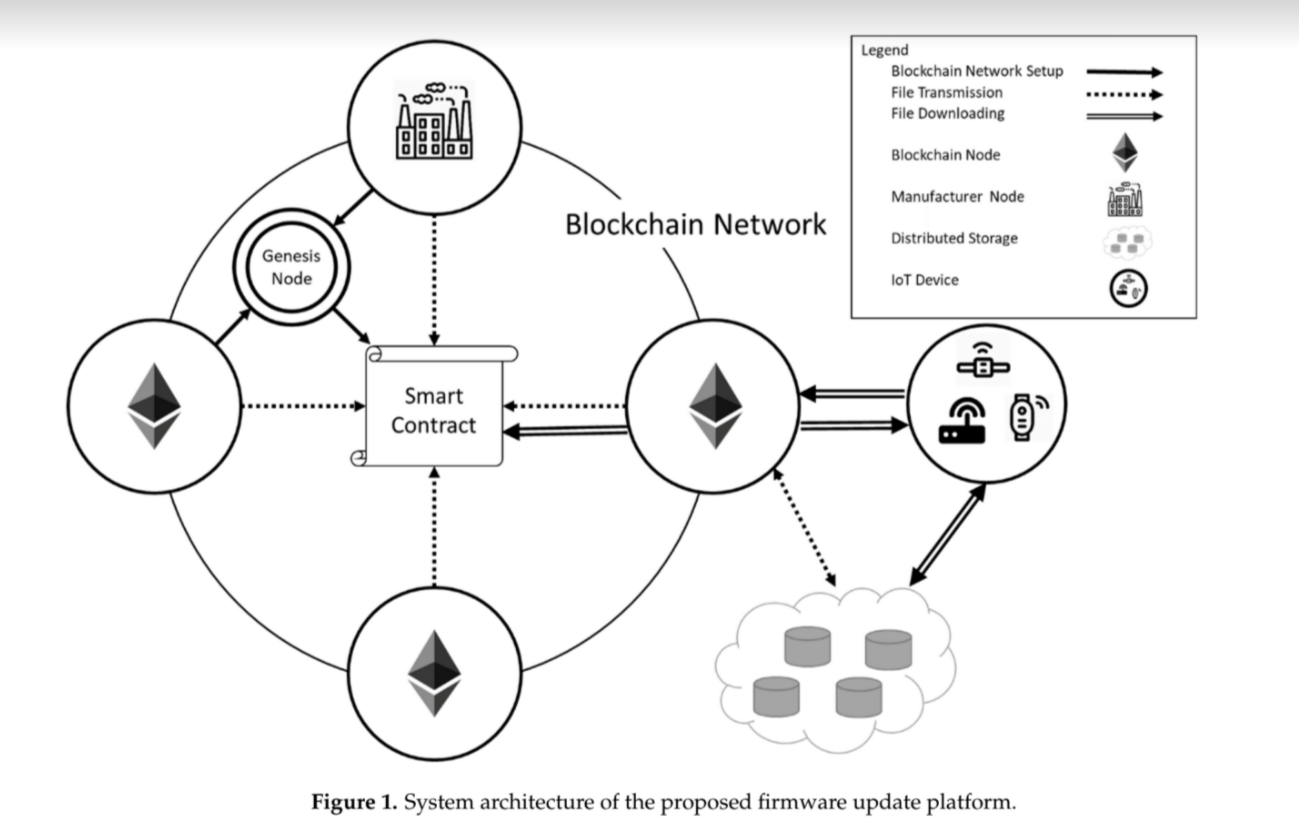 Legend
Blockchain Network Setup
File Transmission
File Downloading
Blockchain Node
Manufacturer Node
Distributed Storage
IoT Device
Blockchain Network
Genesis
Node
Smart
Contract
Figure 1. System architecture of the proposed firmware update platform.